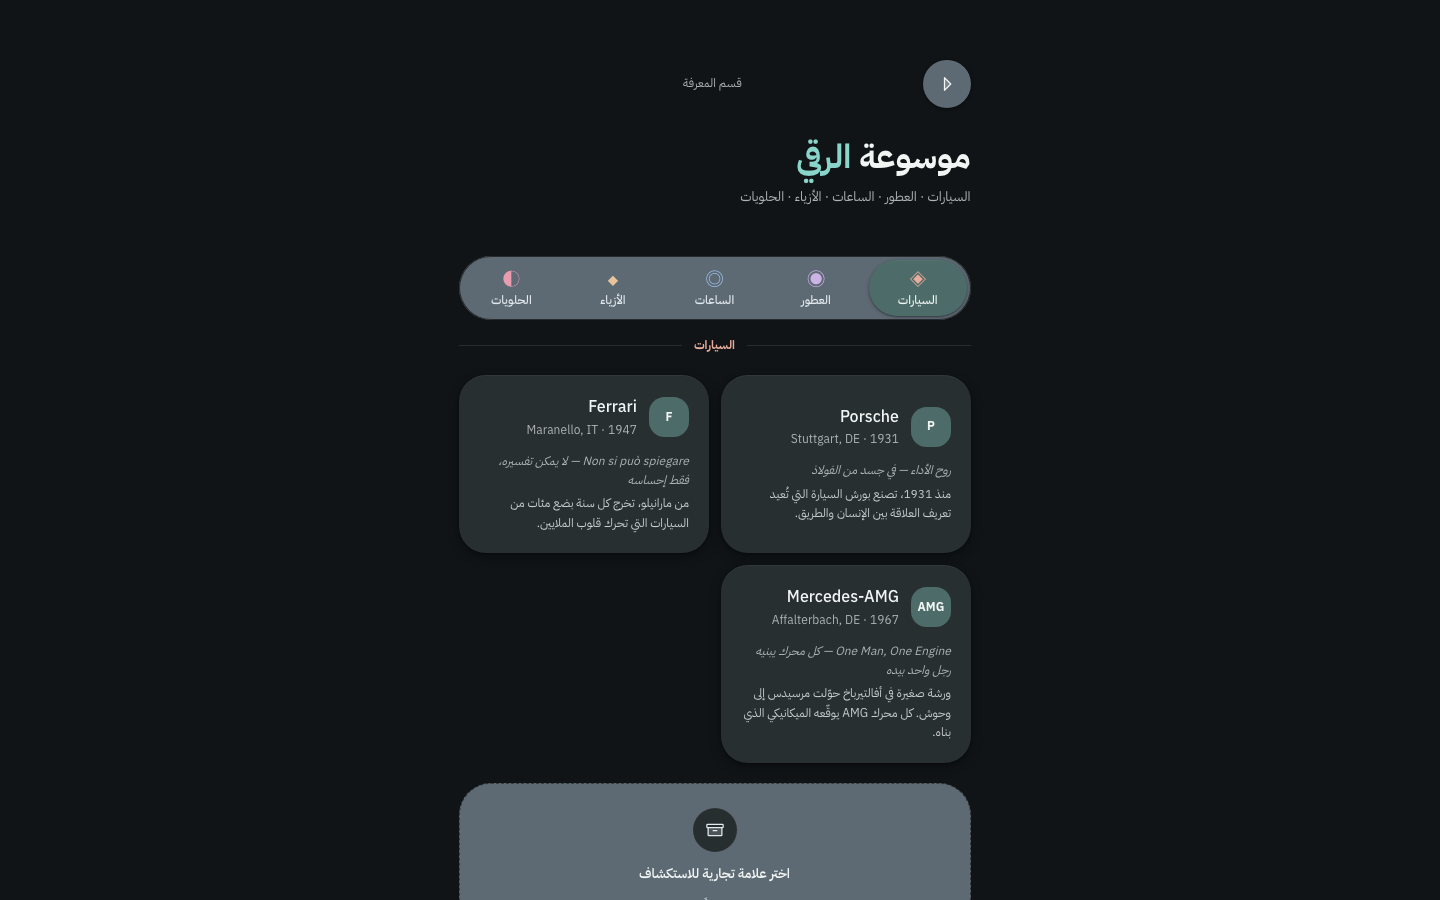 قسم المعرفة
موسوعة الرقي
السيارات · العطور · الساعات · الأزياء · الحلويات
السيارات
العطور
الساعات
الأزياء
الحلويات
السيارات
P
Porsche
Stuttgart, DE · 1931
روح الأداء — في جسد من الفولاذ
منذ 1931، تصنع بورش السيارة التي تُعيد
تعريف العلاقة بين الإنسان والطريق.
F
Ferrari
Maranello, IT · 1947
Non si può spiegare — لا يمكن تفسيره،
فقط إحساسه
من مارانيلو، تخرج كل سنة بضع مئات من
السيارات التي تحرك قلوب الملايين.
AMG
Mercedes-AMG
Affalterbach, DE · 1967
One Man, One Engine — كل محرك يبنيه
رجل واحد بيده
ورشة صغيرة في أفالتيرباخ حوّلت مرسيدس إلى
وحوش. كل محرك AMG يوقّعه الميكانيكي الذي
بناه.
اختر علامة تجارية للاستكشاف